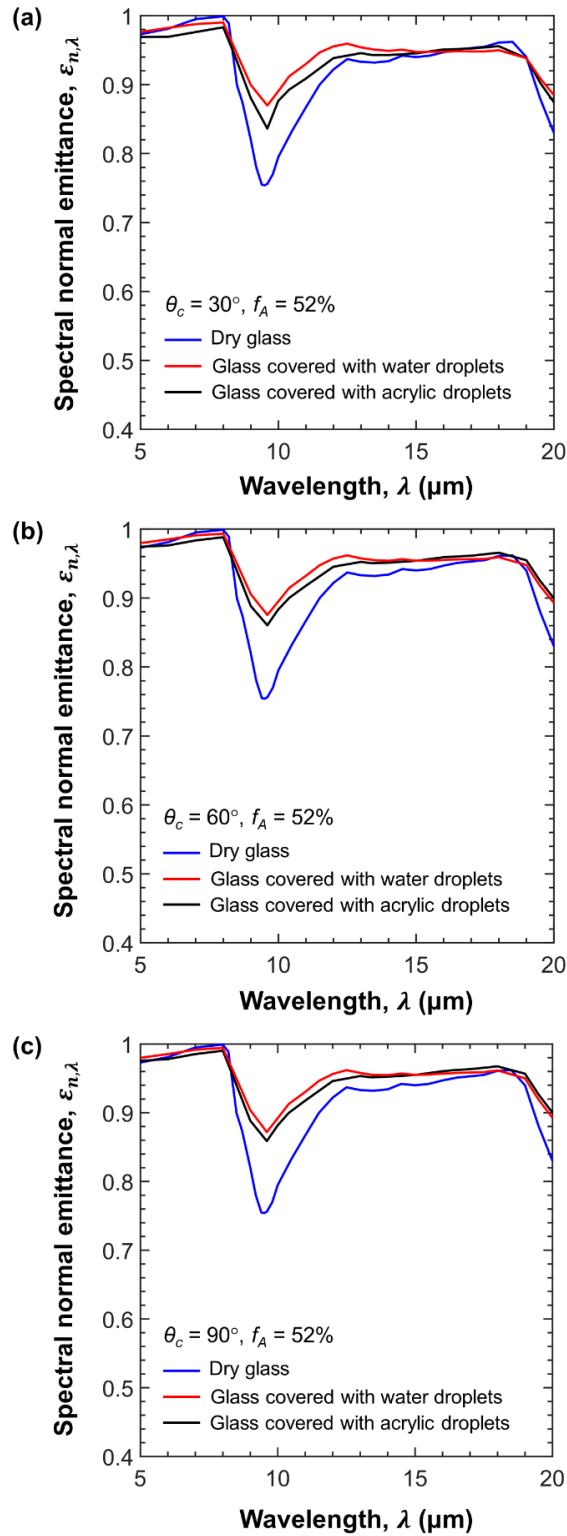 (a)
Spectral normal emittance, εn,λ
1
0.9
0.8
0.7
0.6
0.5
0.4
θc = 30°, fA = 52%
Dry glass
Glass covered with water droplets
Glass covered with acrylic droplets
5 10 15 20
Wavelength, λ (μm)
(b)
Spectral normal emittance, εn,λ
1
0.9
0.8
0.7
0.6
0.5
0.4
θc = 60°, fA = 52%
Dry glass
Glass covered with water droplets
Glass covered with acrylic droplets
5 10 15 20
Wavelength, λ (μm)
(c)
Spectral normal emittance, εn,λ
1
0.9
0.8
0.7
0.6
0.5
0.4
θc = 90°, fA = 52%
Dry glass
Glass covered with water droplets
Glass covered with acrylic droplets
5 10 15 20
Wavelength, λ (μm)